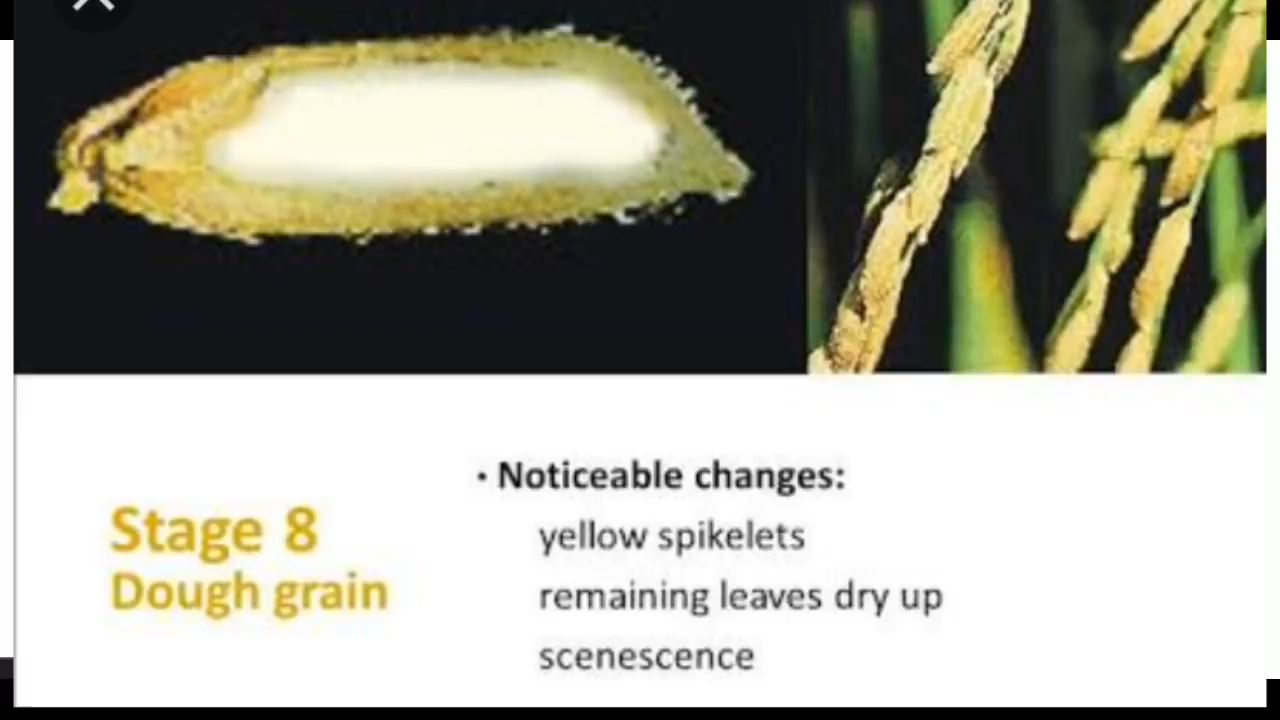 Stage 8
Dough grain
· Noticeable changes:
yellow spikelets
remaining leaves dry up
scenescence